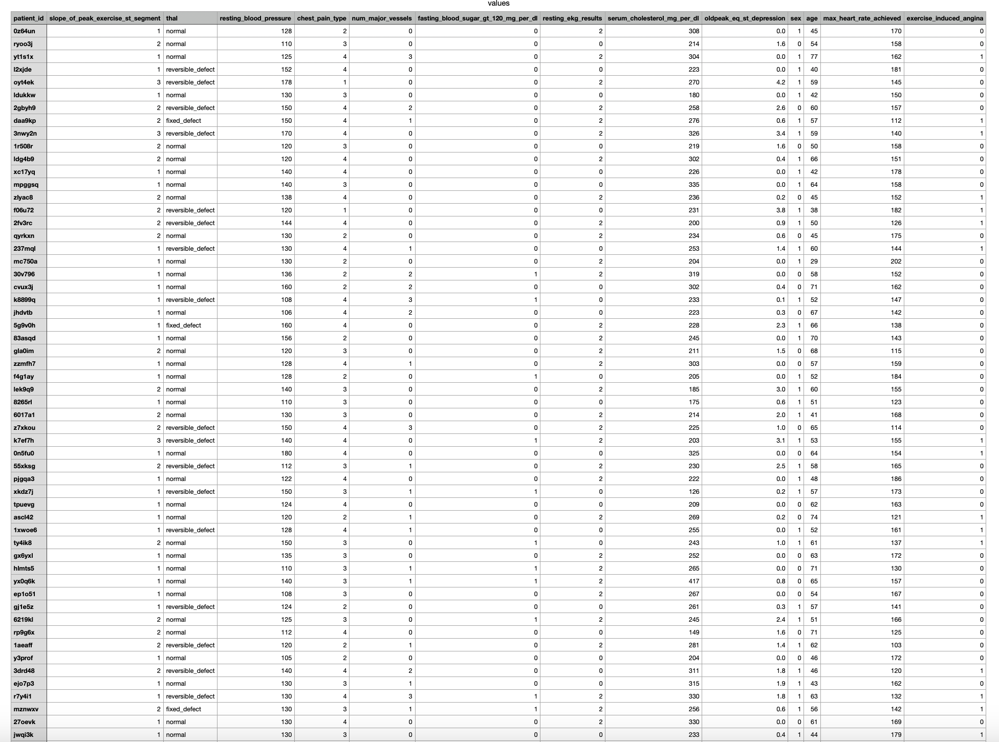 values
patient_id slope_of_peak_exercise_st_segment thal resting_blood_pressure chest_pain_type num_major_vessels fasting_blood_sugar_gt_120_mg_per_dl resting_ekg_results serum_cholesterol_mg_per_dl oldpeak_eq_st_depression sex age max_heart_rate_achieved exercise_induced_angina
0z64un 1 normal 128 2 0 0 2 308 0.0 1 45 170 0
ryoo3j 2 normal 110 3 0 0 0 214 1.6 0 54 158 0
yt1s1x 1 normal 125 4 3 0 2 304 0.0 1 77 162 1
l2xjde 1 reversible_defect 152 4 0 0 0 223 0.0 1 40 181 0
oyt4ek 3 reversible_defect 178 1 0 0 2 270 4.2 1 59 145 0
ldukkw 1 normal 130 3 0 0 0 180 0.0 1 42 150 0
2gbyh9 2 reversible_defect 150 4 2 0 2 258 2.6 0 60 157 0
daa9kp 2 fixed_defect 150 4 1 0 2 276 0.6 1 57 112 1
3nwy2n 3 reversible_defect 170 4 0 0 2 326 3.4 1 59 140 1
1r508r 2 normal 120 3 0 0 0 219 1.6 0 50 158 0
ldg4b9 2 normal 120 4 0 0 2 302 0.4 1 66 151 0
xc17yq 1 normal 140 4 0 0 0 226 0.0 1 42 178 0
mpggsq 1 normal 140 3 0 0 0 335 0.0 1 64 158 0
zlyac8 2 normal 138 4 0 0 2 236 0.2 0 45 152 1
f06u72 2 reversible_defect 120 1 0 0 0 231 3.8 1 38 182 1
2fv3rc 2 reversible_defect 144 4 0 0 2 200 0.9 1 50 126 1
qyrkxn 2 normal 130 2 0 0 2 234 0.6 0 45 175 0
237mql 1 reversible_defect 130 4 1 0 0 253 1.4 1 60 144 1
mc750a 1 normal 130 2 0 0 2 204 0.0 1 29 202 0
30v796 1 normal 136 2 2 1 2 319 0.0 0 58 152 0
cvux3j 1 normal 160 2 2 0 0 302 0.4 0 71 162 0
k8899q 1 reversible_defect 108 4 3 1 0 233 0.1 1 52 147 0
jhdvtb 1 normal 106 4 2 0 0 223 0.3 0 67 142 0
5g9v0h 1 fixed_defect 160 4 0 0 2 228 2.3 1 66 138 0
83asqd 1 normal 156 2 0 0 2 245 0.0 1 70 143 0
gla0im 2 normal 120 3 0 0 2 211 1.5 0 68 115 0
zzmfh7 1 normal 128 4 1 0 2 303 0.0 0 57 159 0
f4g1ay 1 normal 128 2 0 1 0 205 0.0 1 52 184 0
lek9q9 2 normal 140 3 0 0 2 185 3.0 1 60 155 0
8265rl 1 normal 110 3 0 0 0 175 0.6 1 51 123 0
6017a1 2 normal 130 3 0 0 2 214 2.0 1 41 168 0
z7xkou 2 reversible_defect 150 4 3 0 2 225 1.0 0 65 114 0
k7ef7h 3 reversible_defect 140 4 0 1 2 203 3.1 1 53 155 1
0n5fu0 1 normal 180 4 0 0 0 325 0.0 0 64 154 1
55xksg 2 reversible_defect 112 3 1 0 2 230 2.5 1 58 165 0
pjgqa3 1 normal 122 4 0 0 2 222 0.0 1 48 186 0
xkdz7j 1 reversible_defect 150 3 1 1 0 126 0.2 1 57 173 0
tpuevg 1 normal 124 4 0 0 0 209 0.0 0 62 163 0
ascl42 1 normal 120 2 1 0 2 269 0.2 0 74 121 1
1xwoe6 1 reversible_defect 128 4 1 0 0 255 0.0 1 52 161 1
ty4ik8 2 normal 150 3 0 1 0 243 1.0 1 61 137 1
gx6yxl 1 normal 135 3 0 0 2 252 0.0 0 63 172 0
hlmts5 1 normal 110 3 1 1 2 265 0.0 0 71 130 0
yx0q6k 1 normal 140 3 1 1 2 417 0.8 0 65 157 0
ep1o51 1 normal 108 3 0 0 2 267 0.0 0 54 167 0
gj1e5z 1 reversible_defect 124 2 0 0 0 261 0.3 1 57 141 0
6219kl 2 normal 125 3 0 1 2 245 2.4 1 51 166 0
rp9g6x 2 normal 112 4 0 0 0 149 1.6 0 71 125 0
1aeaff 2 reversible_defect 120 2 1 0 2 281 1.4 1 62 103 0
y3prof 1 normal 105 2 0 0 0 204 0.0 0 46 172 0
3drd48 2 reversible_defect 140 4 2 0 0 311 1.8 1 46 120 1
ejo7p3 1 normal 130 3 1 0 0 315 1.9 1 43 162 0
r7y4i1 1 reversible_defect 130 4 3 1 2 330 1.8 1 63 132 1
mznwxv 2 fixed_defect 130 3 1 1 2 256 0.6 1 56 142 1
27oevk 1 normal 130 4 0 0 2 330 0.0 0 61 169 0
jwqi3k 1 normal 130 3 0 0 0 233 0.4 1 44 179 1